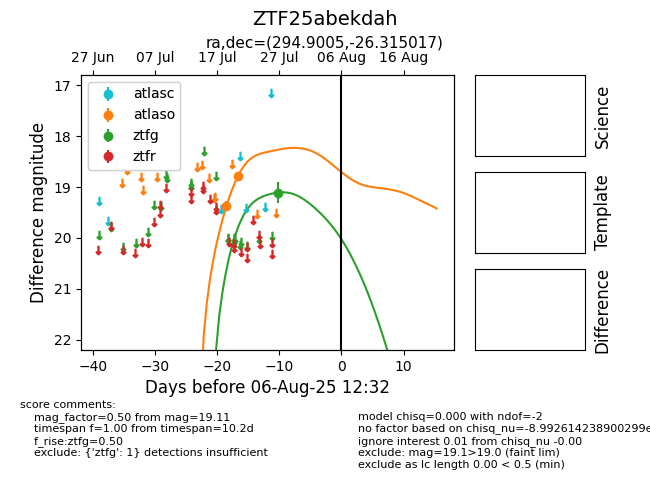 ZTF25abekdah
ra,dec=(294.9005,-26.315017)
27 Jun 07 Jul 17 Jul 27 Jul 06 Aug 16 Aug
17
18
19
20
21
22
Difference magnitude
atlasc
atlaso
ztfg
ztfr
−40 −30 −20 −10 0 10
Days before 06-Aug-25 12:32
Science
Template
Difference
score comments:
mag_factor=0.50 from mag=19.11
timespan f=1.00 from timespan=10.2d
f_rise:ztfg=0.50
exclude: {'ztfg': 1} detections insufficient
model chisq=0.000 with ndof=-2
no factor based on chisq_nu=-8.992614238900299e
ignore interest 0.01 from chisq_nu -0.00
exclude: mag=19.1>19.0 (faint lim)
exclude as lc length 0.00 < 0.5 (min)